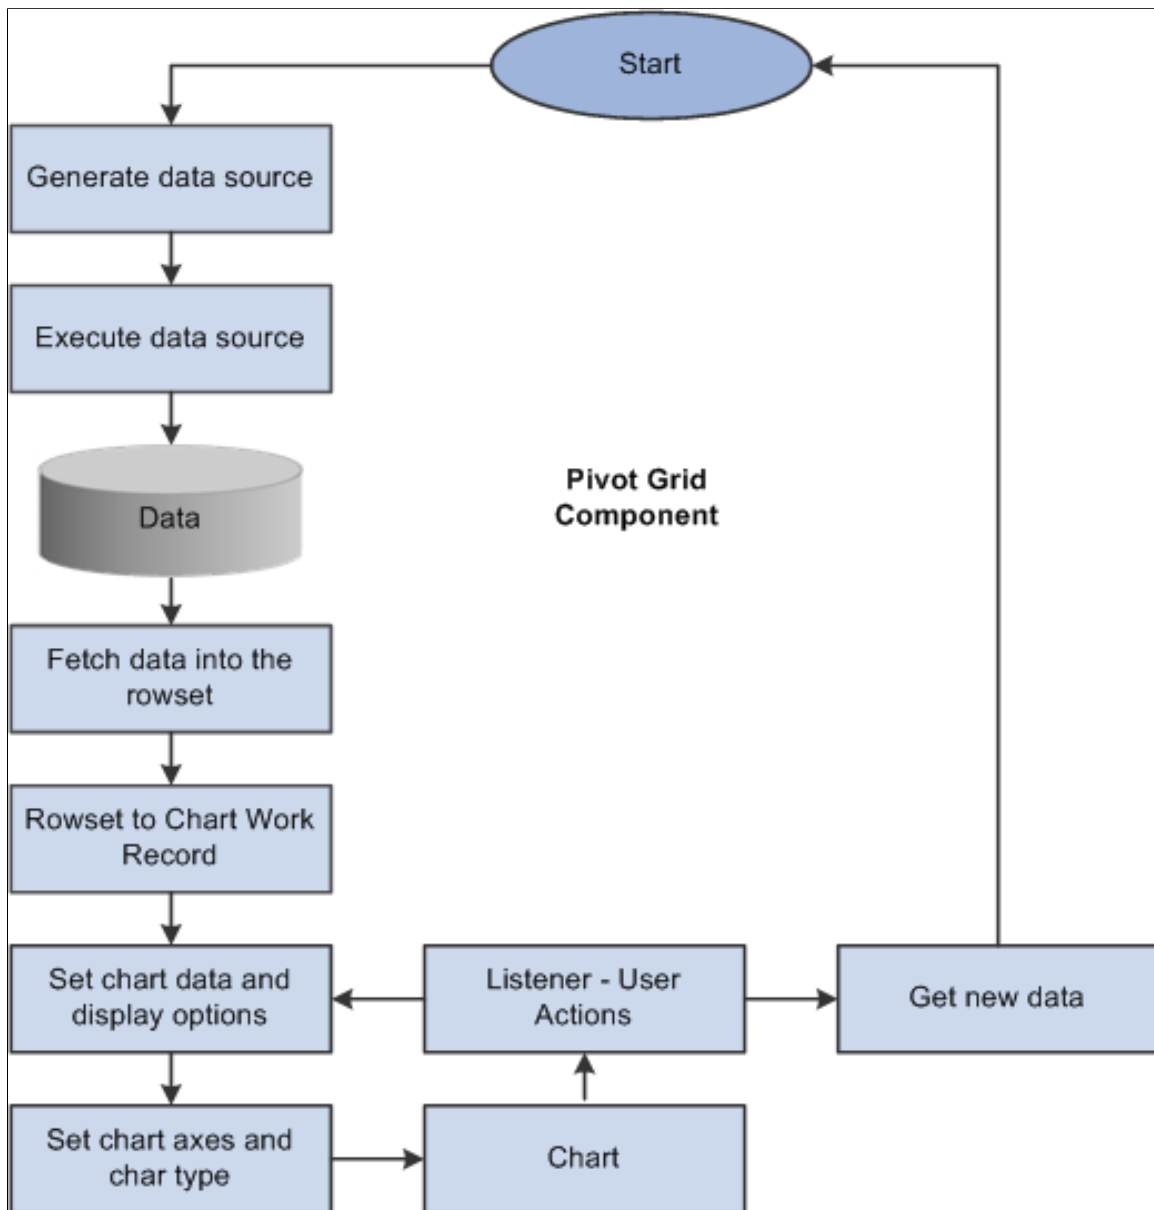 Start
Generate data source
Execute data source
Data
Pivot Grid
Component
Fetch data into the
rowset
Rowset to Chart Work
Record
Set chart data and
display options
Listener - User
Actions
Get new data
Set chart axes and
char type
Chart